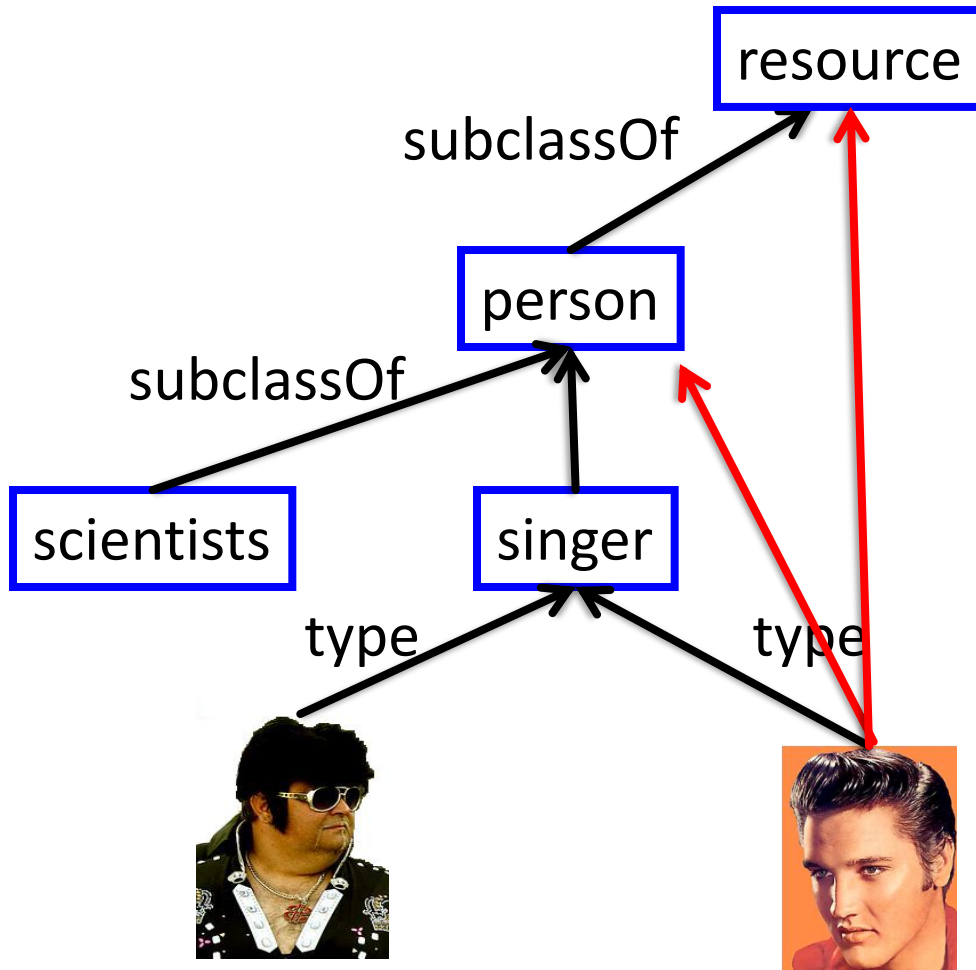 resource
subclassOf
person
subclassOf
scientists
singer
type
type